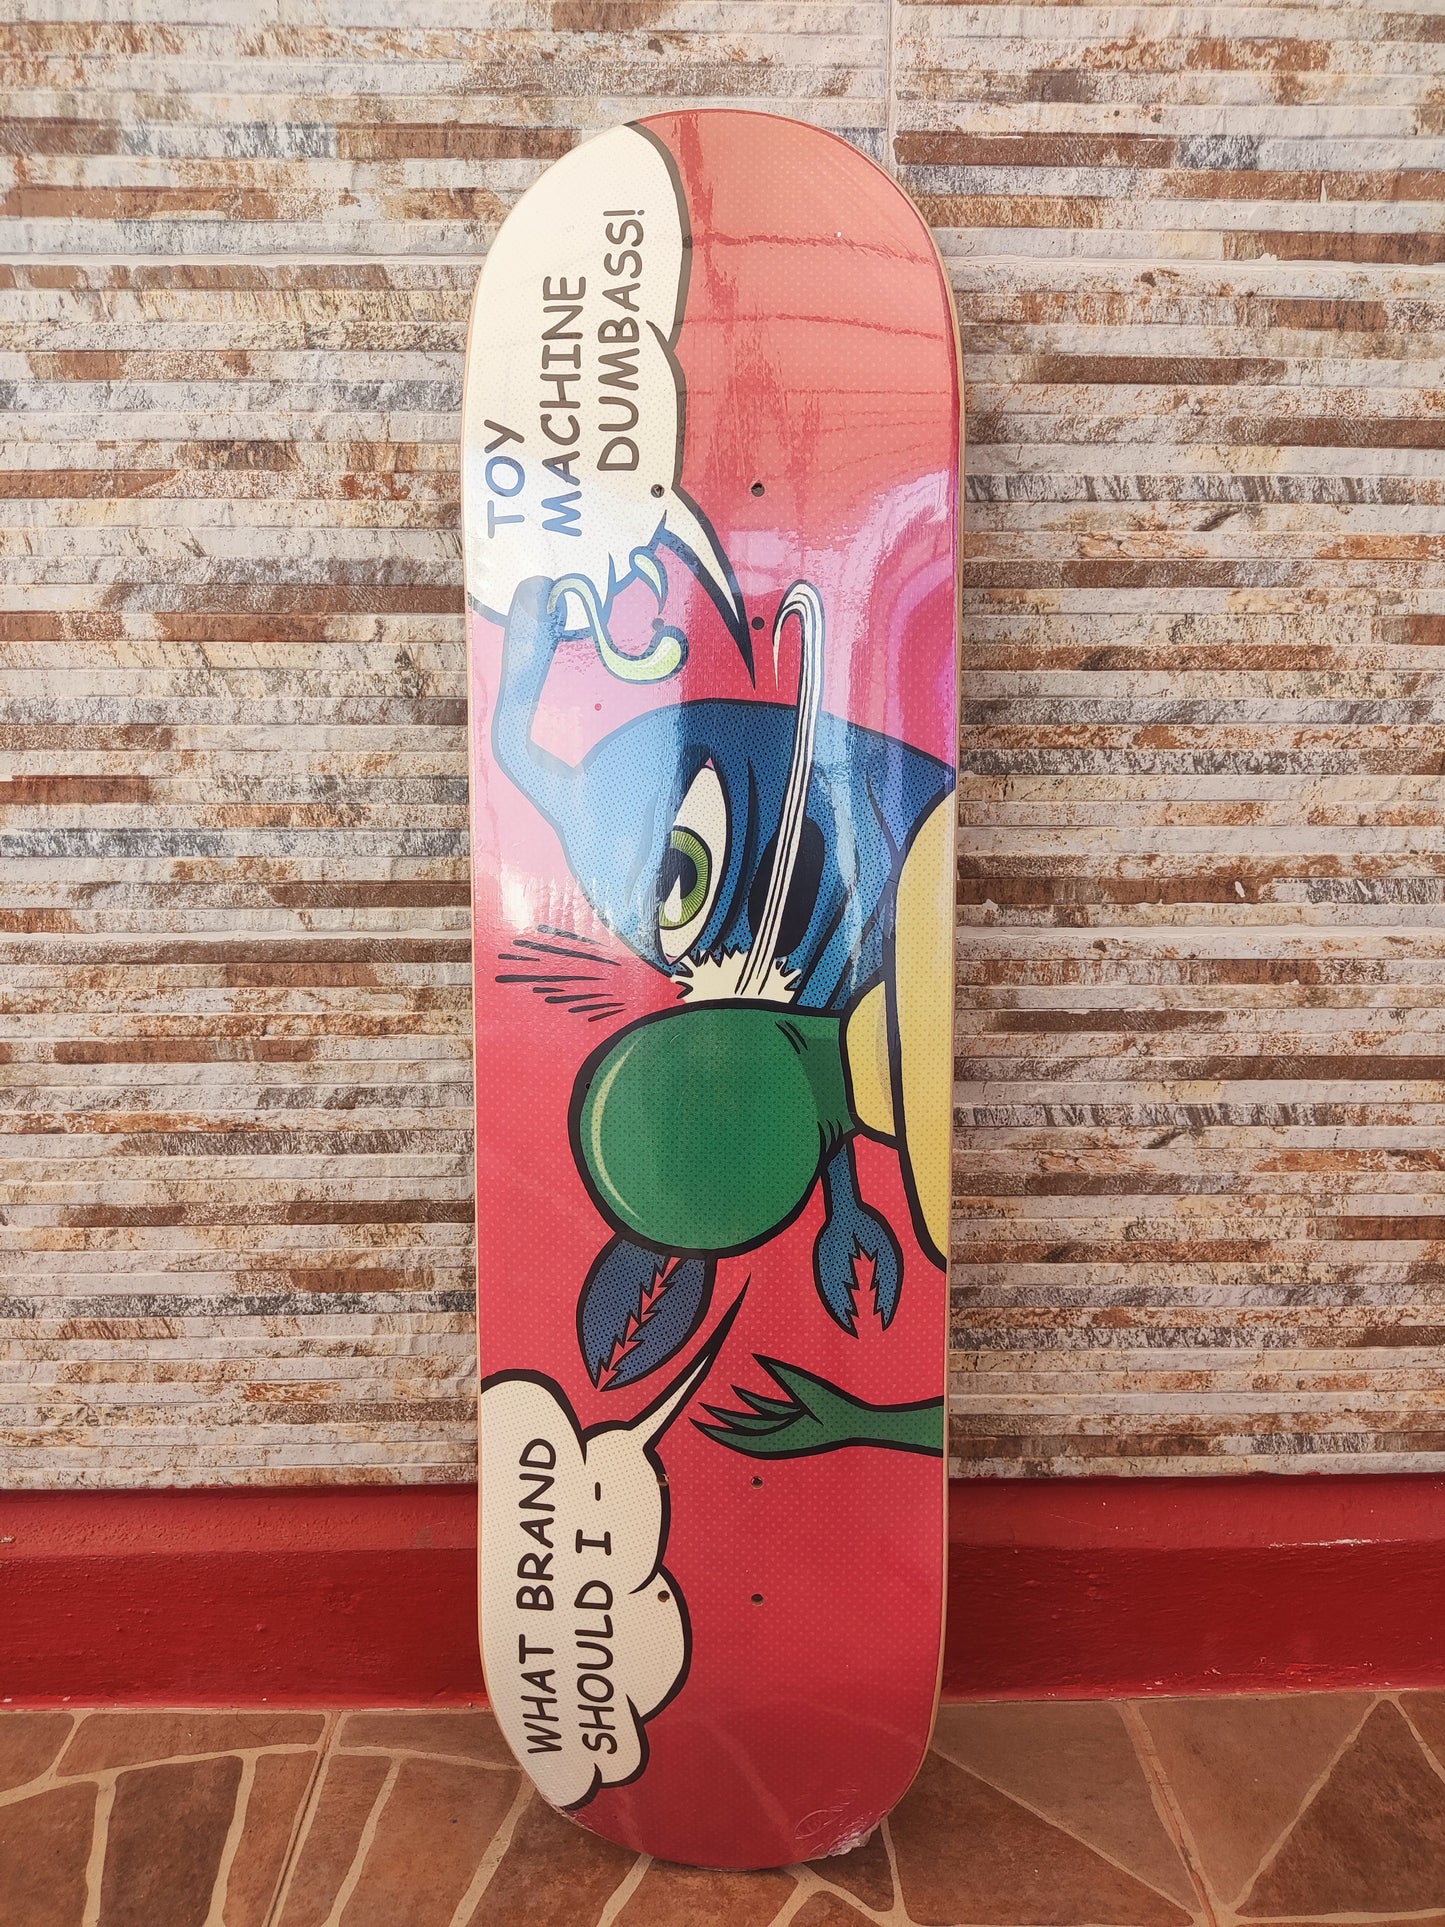 WHAT BRAND
SHOULD I -
TOY
MACHINE
DUMBASS!